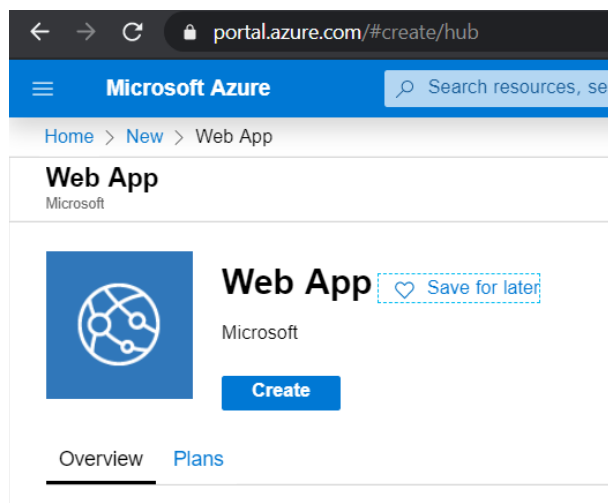 portal.azure.com/#create/hub
Microsoft Azure
Search resources, se
Home > New > Web App
Web App
Microsoft
Web App
Save for later
Microsoft
Create
Overview Plans